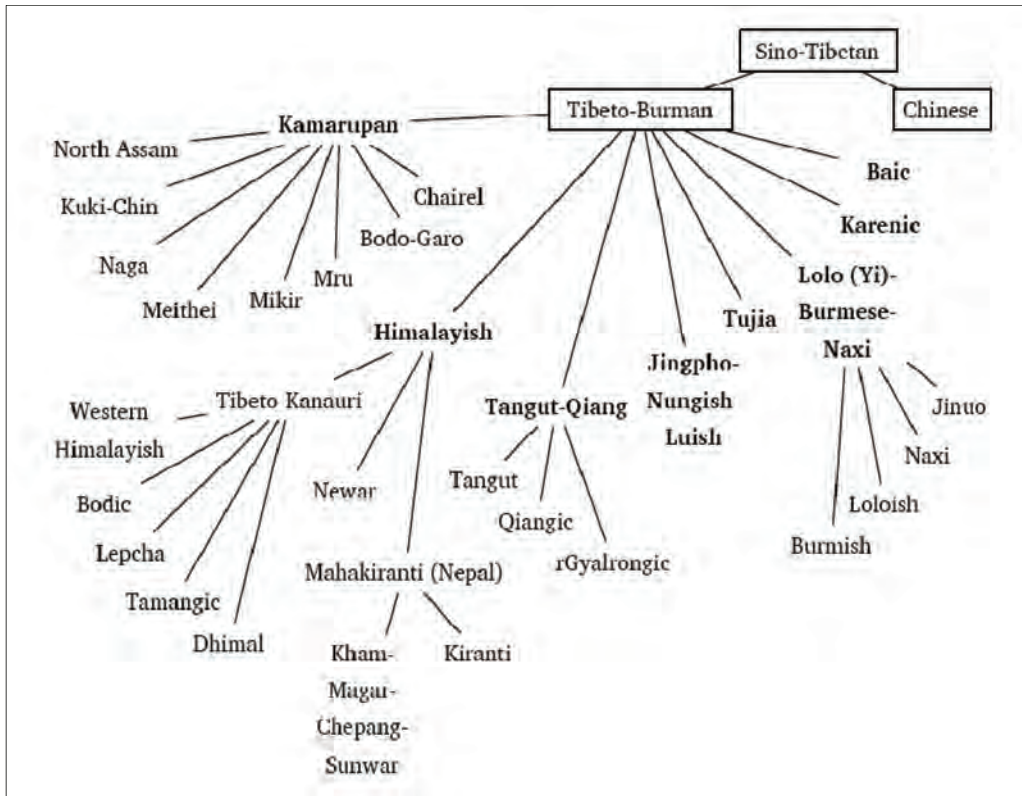 Sino-Tibetan
Tibeto-Burman
Chinese
Kamarupan
North Assam
Kuki-Chin
Naga
Meithei
Mikir
Mru
Bodo-Garo
Chairel
Baic
Karenic
Lolo (Yi)-
Burmese-
Naxi
Tujia
Jingpho-
Nungish
Luish
Himalayish
Tangut-Qiang
Jinuo
Naxi
Loloish
Burmish
Tibeto Kanauri
Western
Himalayish
Bodic
Lepcha
Tamangic
Dhimal
Newar
Mahakiranti (Nepal)
Kham-
Magar-
Chepang-
Sunwar
Kiranti
Tangut
Qiangic
rGyalrongic